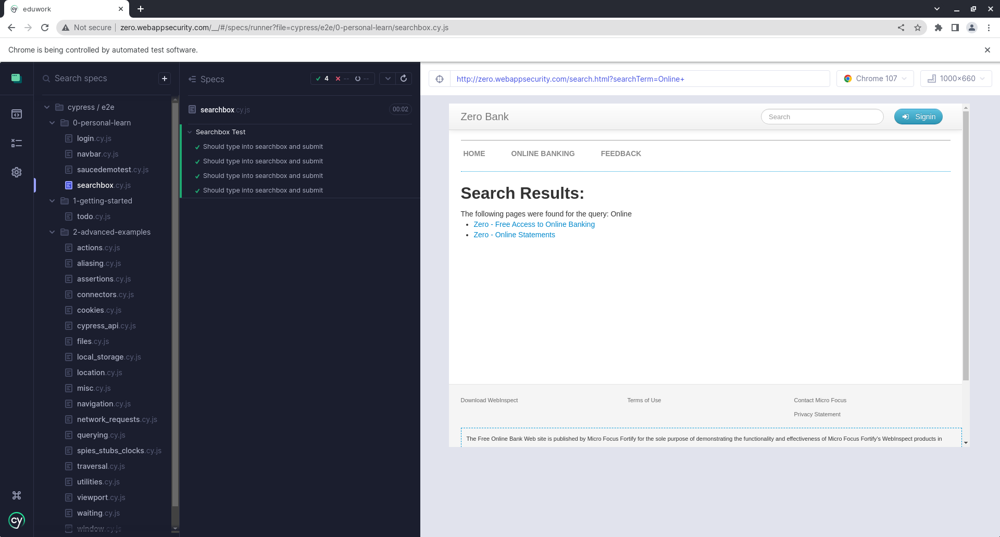 eduwork
Not secure zero.webappsecurity.com/__/#/specs/runner?file=cypress/e2e/0-personal-learn/searchbox.cy.js
Chrome is being controlled by automated test software.
Search specs
cypress / e2e
0-personal-learn
login.cy.js
navbar.cy.js
saucedemotest.cy.js
searchbox.cy.js
1-getting-started
todo.cy.js
2-advanced-examples
actions.cy.js
aliasing.cy.js
assertions.cy.js
connectors.cy.js
cookies.cy.js
cypress_api.cy.js
files.cy.js
local_storage.cy.js
location.cy.js
misc.cy.js
navigation.cy.js
network_requests.cy.js
querying.cy.js
spies_stubs_clocks.cy.js
traversal.cy.js
utilities.cy.js
viewport.cy.js
waiting.cy.js
window.cy.js
cy
Specs
4 -- --
searchbox.cy.js 00:02
Searchbox Test
Should type into searchbox and submit
Should type into searchbox and submit
Should type into searchbox and submit
Should type into searchbox and submit
http://zero.webappsecurity.com/search.html?searchTerm=Online+
Chrome 107
1000x660
Zero Bank
Search
Signin
HOME ONLINE BANKING FEEDBACK
Search Results:
The following pages were found for the query: Online
Zero - Free Access to Online Banking
Zero - Online Statements
Download WebInspect Terms of Use Contact Micro Focus
Privacy Statement
The Free Online Bank Web site is published by Micro Focus Fortify for the sole purpose of demonstrating the functionality and effectiveness of Micro Focus Fortify's WebInspect products in